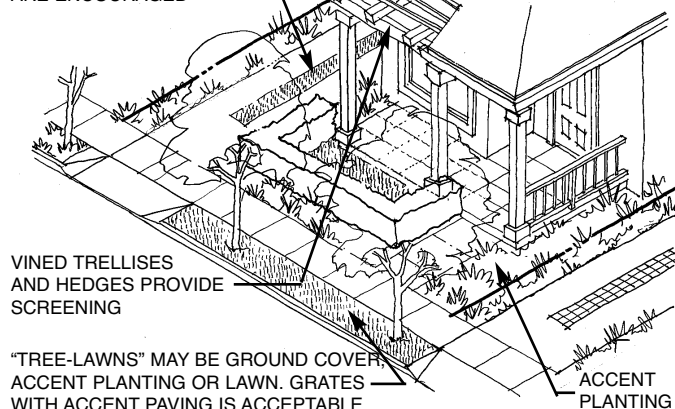 ARE ENCOURAGED
VINED TRELLISES
AND HEDGES PROVIDE
SCREENING
“TREE-LAWNS” MAY BE GROUND COVER,
ACCENT PLANTING OR LAWN. GRATES
WITH ACCENT PAVING IS ACCEPTABLE
ACCENT
PLANTING